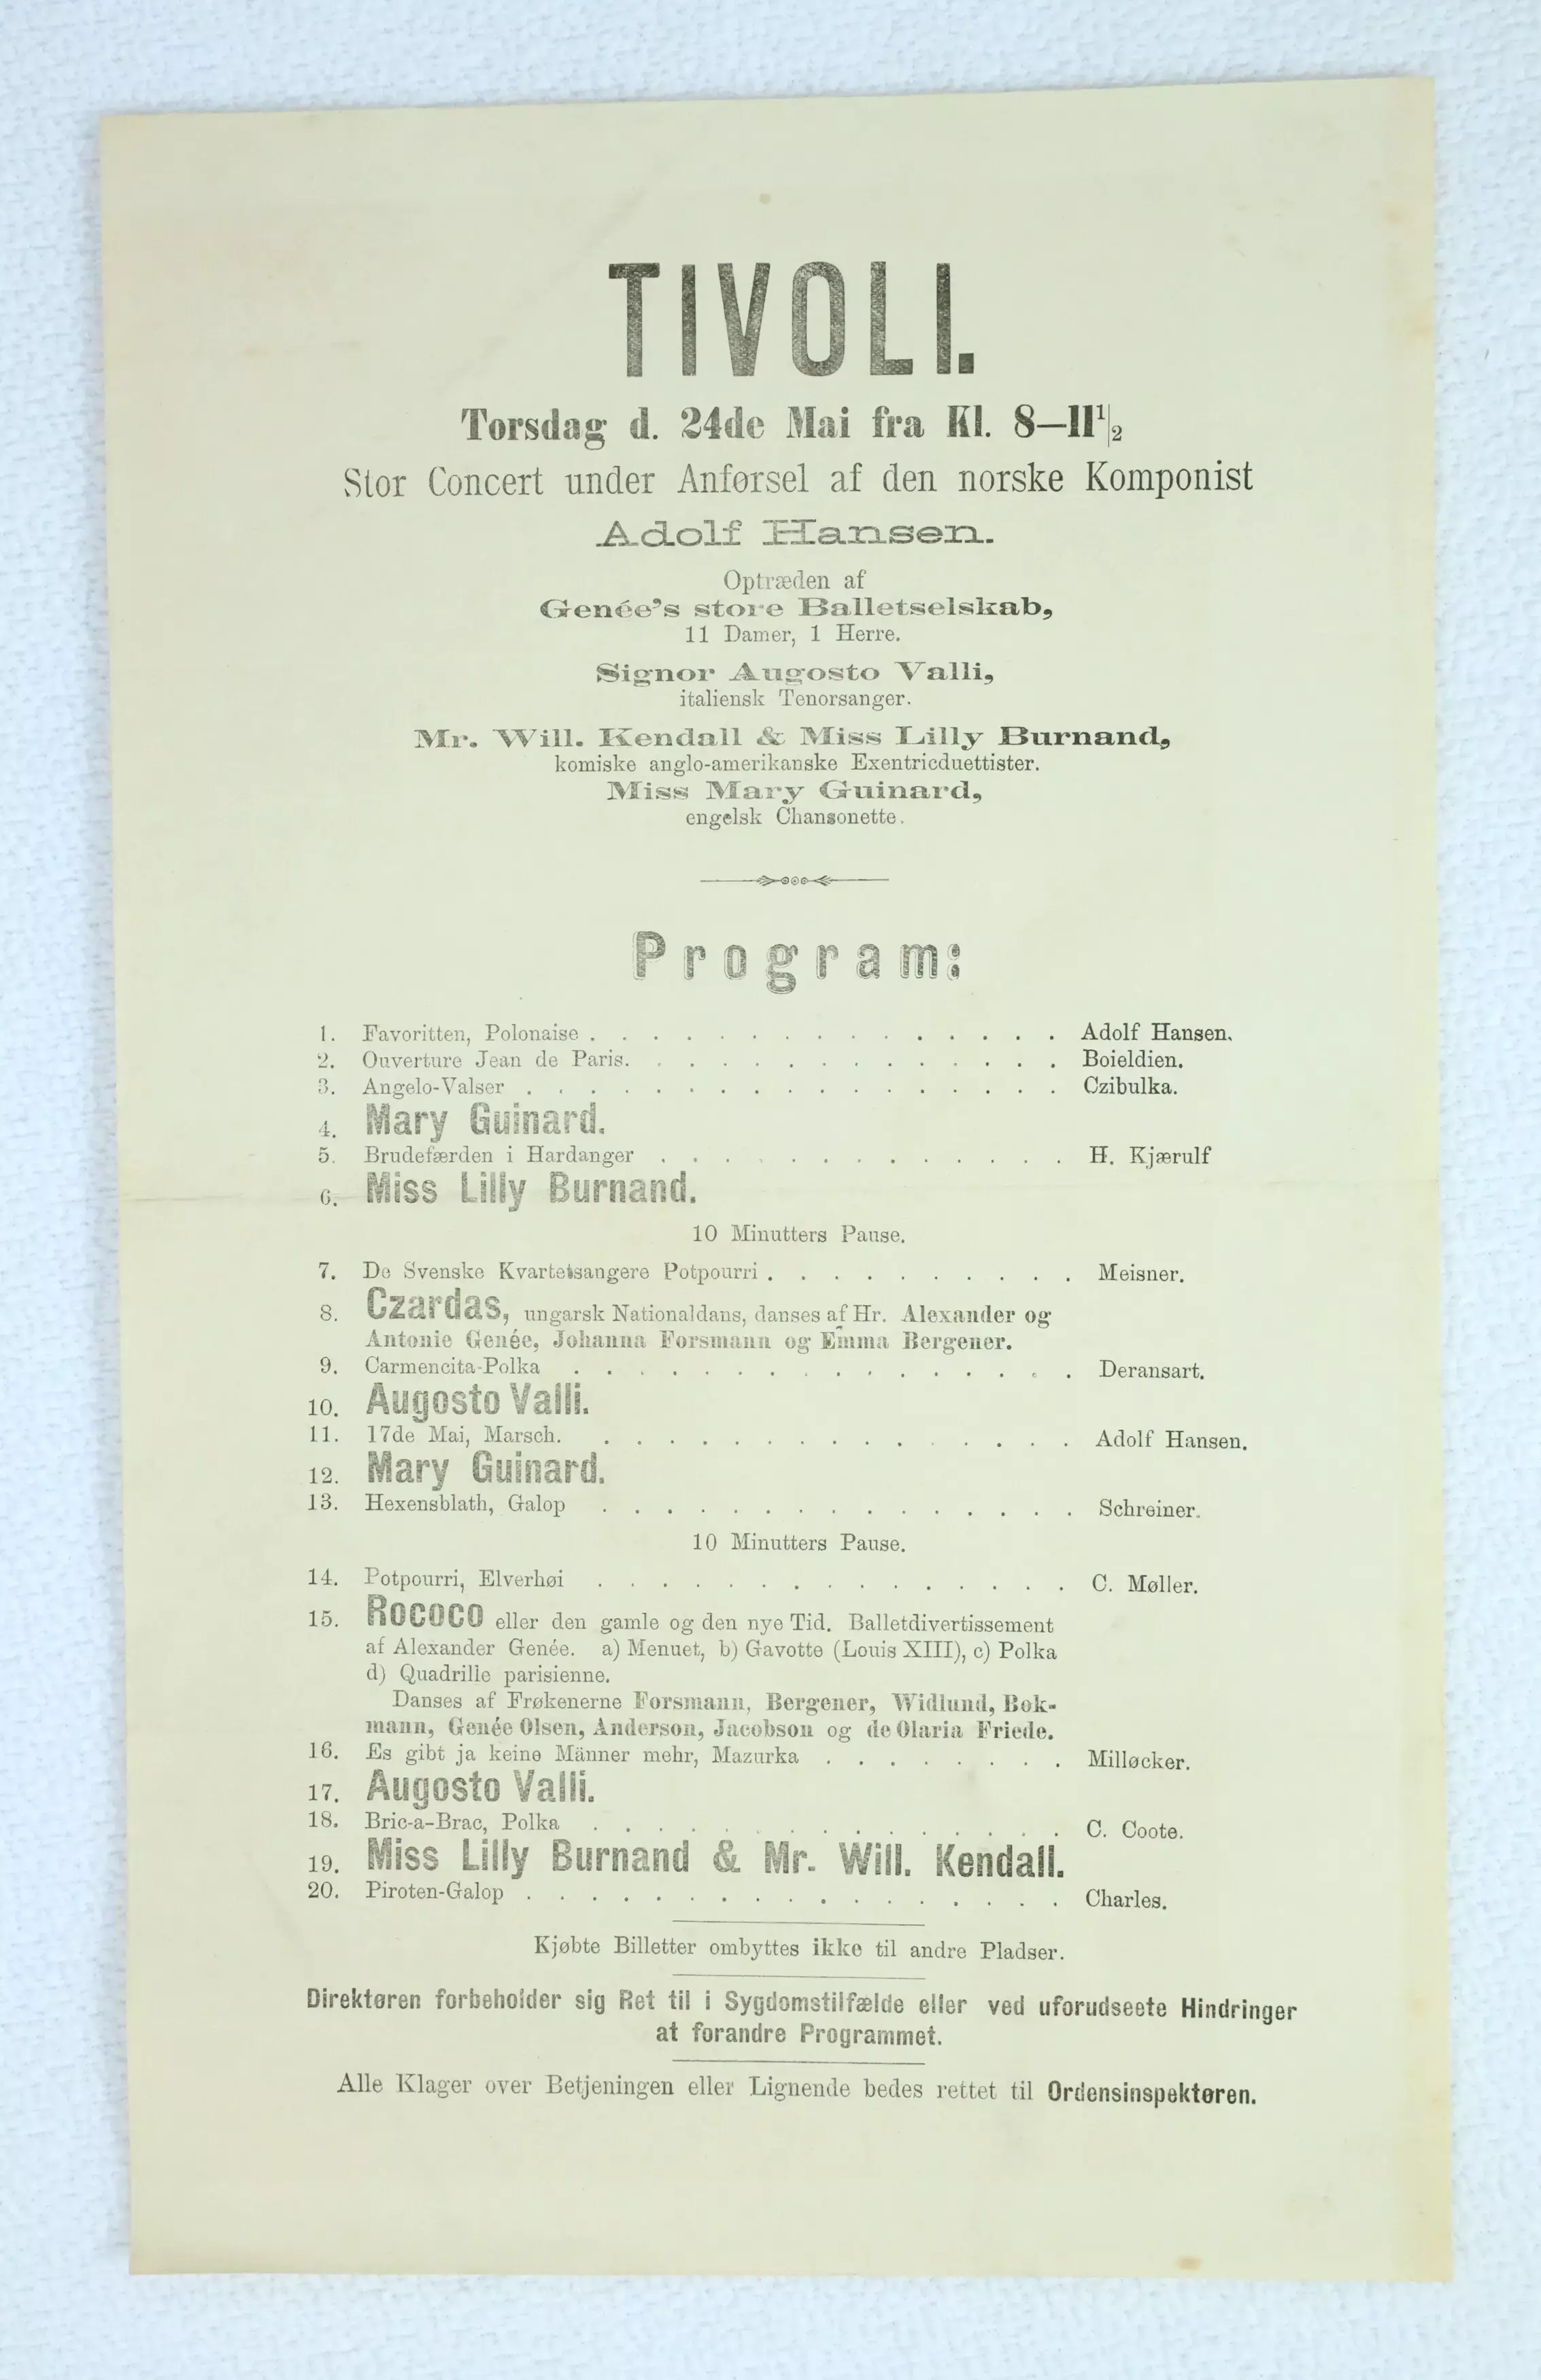 TIVOLI.
Torsdag d. 24de Mai fra Kl. 8–11 1/2
Stor Concert under Anførsel af den norske Komponist
Adolf Hansen.
Optræden af
Genée's store Balletselskab,
11 Damer, 1 Herre.
Signor Augosto Valli,
italiensk Tenorsanger.
Mr. Will. Kendall & Miss Lilly Burnand,
komiske anglo-amerikanske Exentricduettister.
Miss Mary Guinard,
engelsk Chansonette.
Program:
1. Favoritten, Polonaise . . . . . . . . . . . . . . . Adolf Hansen.
2. Ouverture Jean de Paris. . . . . . . . . . . . . . Boieldien.
3. Angelo-Valser . . . . . . . . . . . . . . . . . Czibulka.
4. Mary Guinard.
5. Brudefærden i Hardanger . . . . . . . . . . . . . H. Kjærulf
6. Miss Lilly Burnand.
10 Minutters Pause.
7. De Svenske Kvartetsangere Potpourri . . . . . . . . . . Meisner.
8. Czardas, ungarsk Nationaldans, danses af Hr. Alexander og
Antonie Genée, Johanna Forsmann og Emma Bergener.
9. Carmencita-Polka . . . . . . . . . . . . . . . . Deransart.
10. Augosto Valli.
11. 17de Mai, Marsch. . . . . . . . . . . . . . . . Adolf Hansen.
12. Mary Guinard.
13. Hexensblath, Galop . . . . . . . . . . . . . . . Schreiner.
10 Minutters Pause.
14. Potpourri, Elverhøi . . . . . . . . . . . . . . . C. Møller.
15. Rococo eller den gamle og den nye Tid. Balletdivertissement
af Alexander Genée. a) Menuet, b) Gavotte (Louis XIII), c) Polka
d) Quadrille parisienne.
Danses af Frøkenerne Forsmann, Bergener, Widlund, Bok-
mann, Genée Olsen, Anderson, Jacobson og de Olaria Friede.
16. Es gibt ja keine Männer mehr, Mazurka . . . . . . . . Milløcker.
17. Augosto Valli.
18. Bric-a-Brac, Polka . . . . . . . . . . . . . . . C. Coote.
19. Miss Lilly Burnand & Mr. Will. Kendall.
20. Piroten-Galop . . . . . . . . . . . . . . . . . Charles.
Kjøbte Billetter ombyttes ikke til andre Pladser.
Direktøren forbeholder sig Ret til i Sygdomstilfælde eller ved uforudseete Hindringer
at forandre Programmet.
Alle Klager over Betjeningen eller Lignende bedes rettet til Ordensinspektøren.